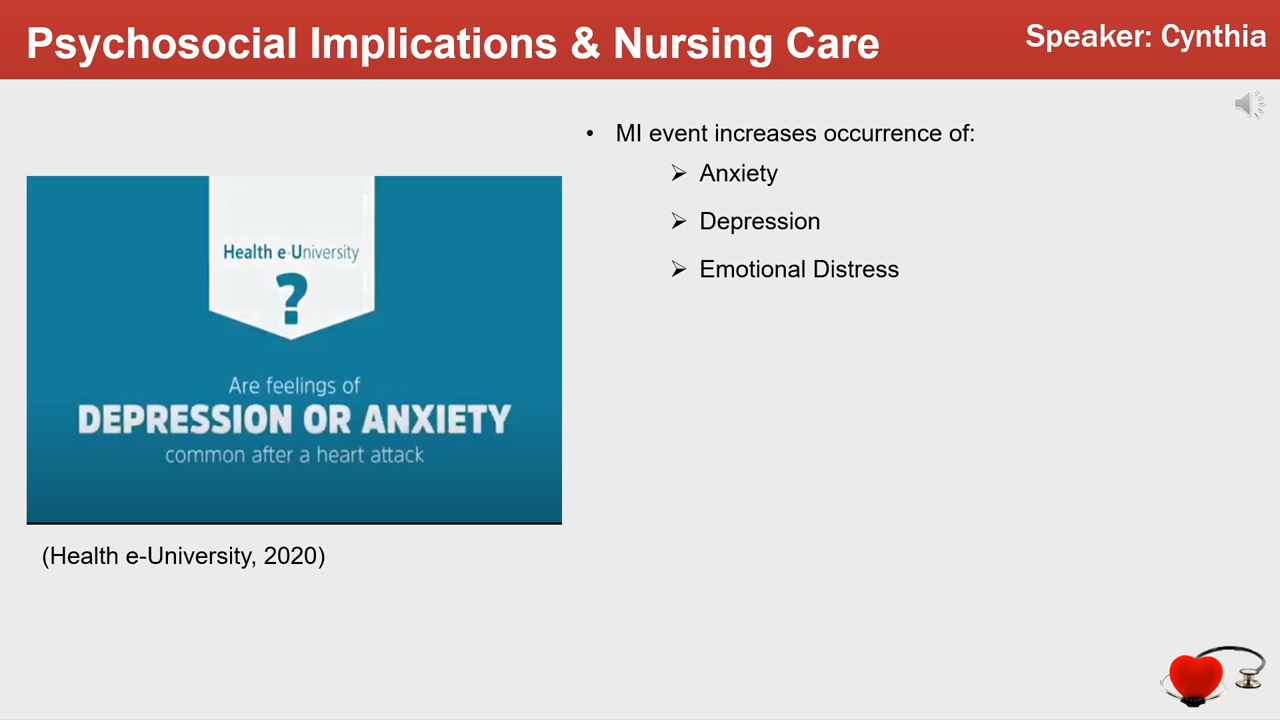 Psychosocial Implications & Nursing Care
Speaker: Cynthia
• MI event increases occurrence of:
➢ Anxiety
➢ Depression
➢ Emotional Distress
Health e-University
?
Are feelings of
DEPRESSION OR ANXIETY
common after a heart attack
(Health e-University, 2020)